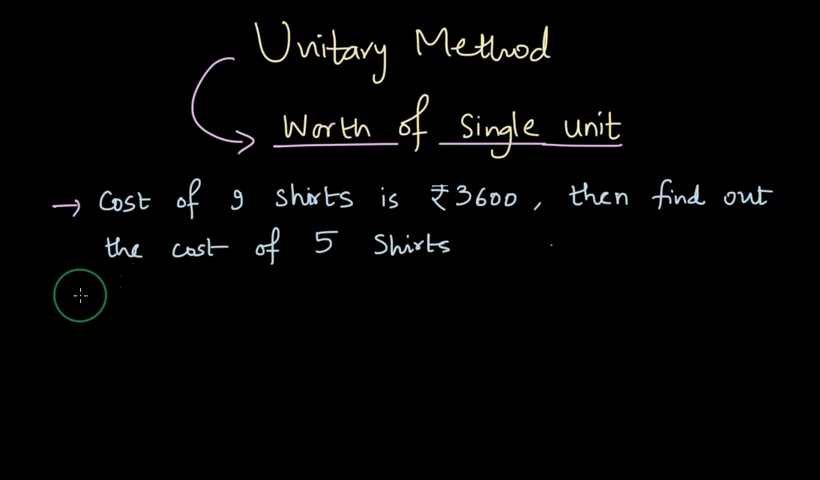 Unitary Method
Worth of Single unit
Cost of 9 Shirts is ₹3600, then find out
the cost of 5 Shirts